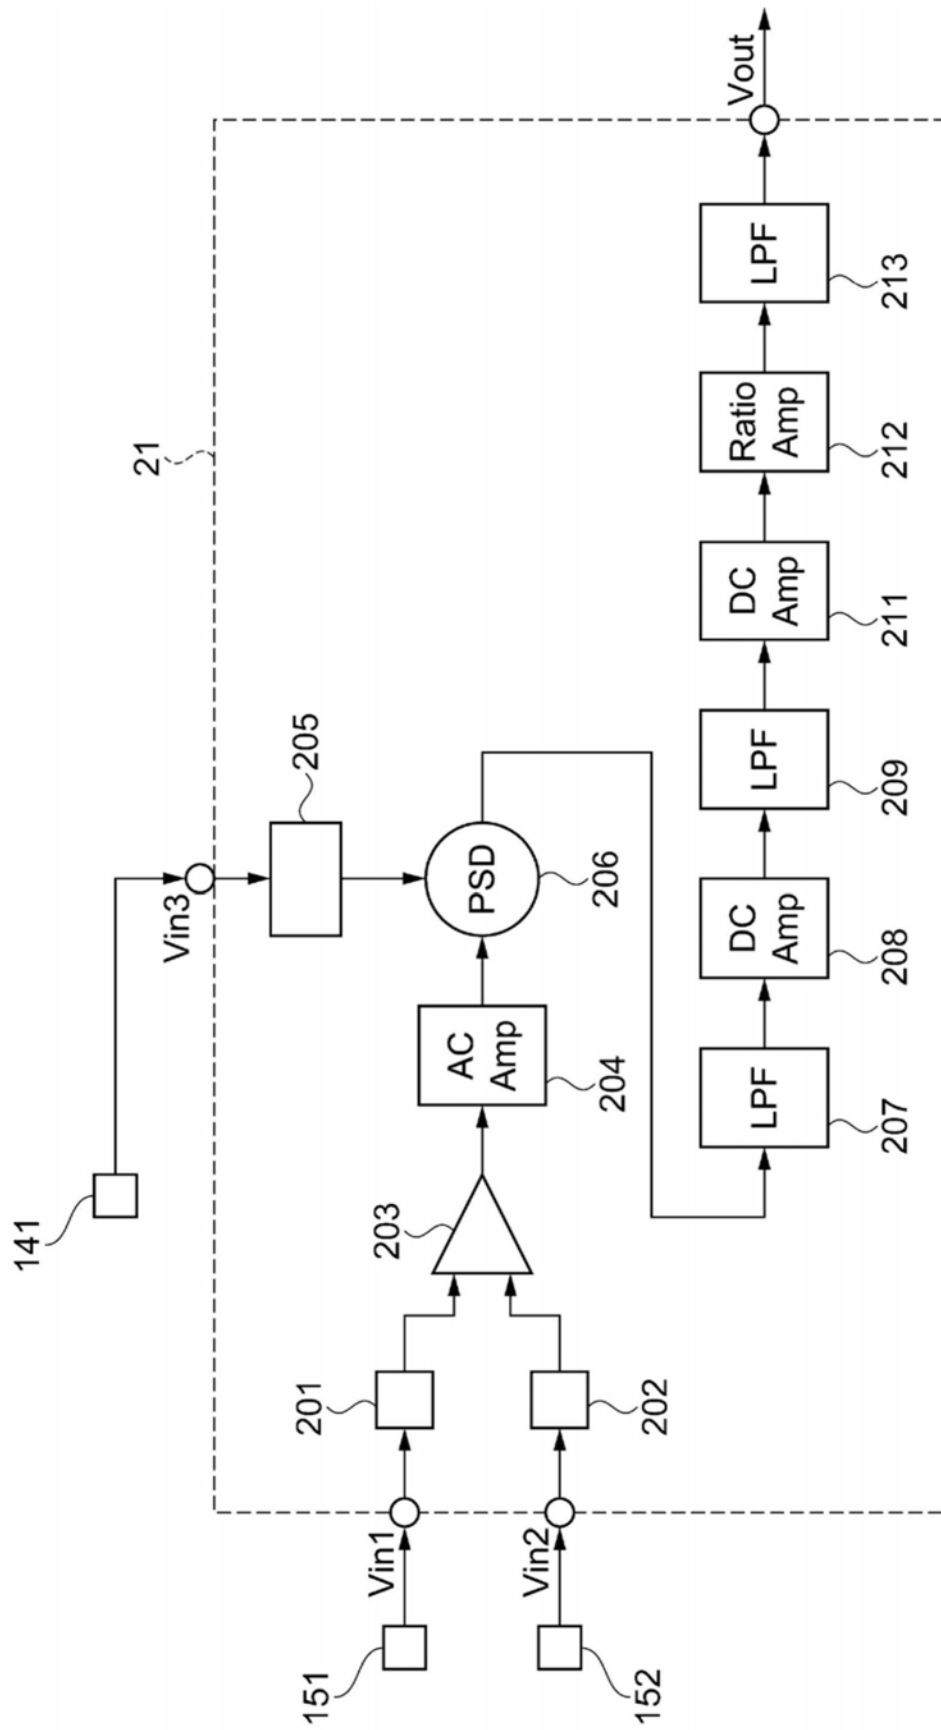 141
21
Vin3
205
151
Vin1
201
203
AC
Amp
204
PSD
206
152
Vin2
202
LPF
207
DC
Amp
208
LPF
209
DC
Amp
211
Ratio
Amp
212
LPF
213
Vout